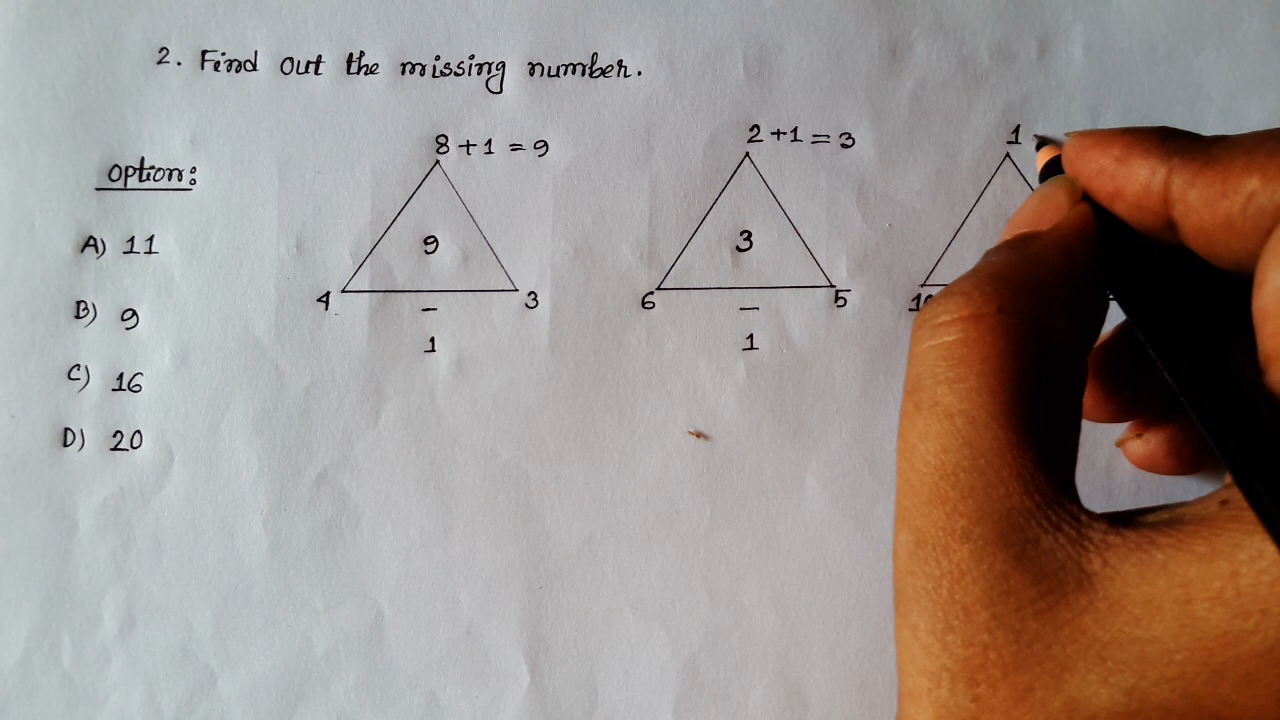 2. Find out the missing number.
Option:
A) 11
B) 9
C) 16
D) 20
8 + 1 = 9
9
4 – 3
1
2 + 1 = 3
3
6 – 5
1
1